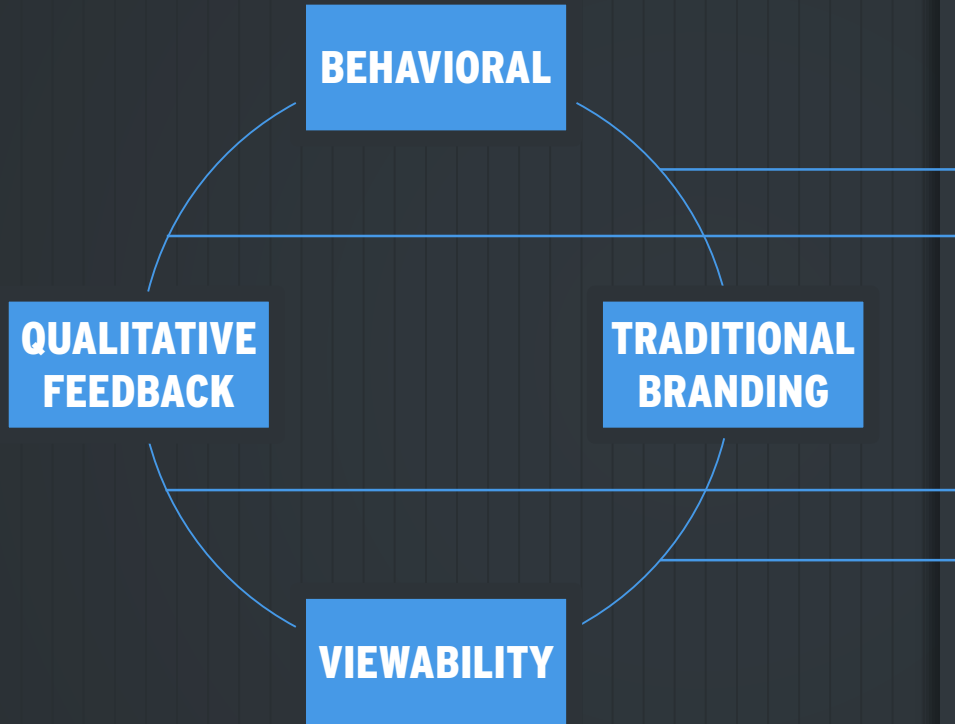 BEHAVIORAL
QUALITATIVE
FEEDBACK
TRADITIONAL
BRANDING
VIEWABILITY